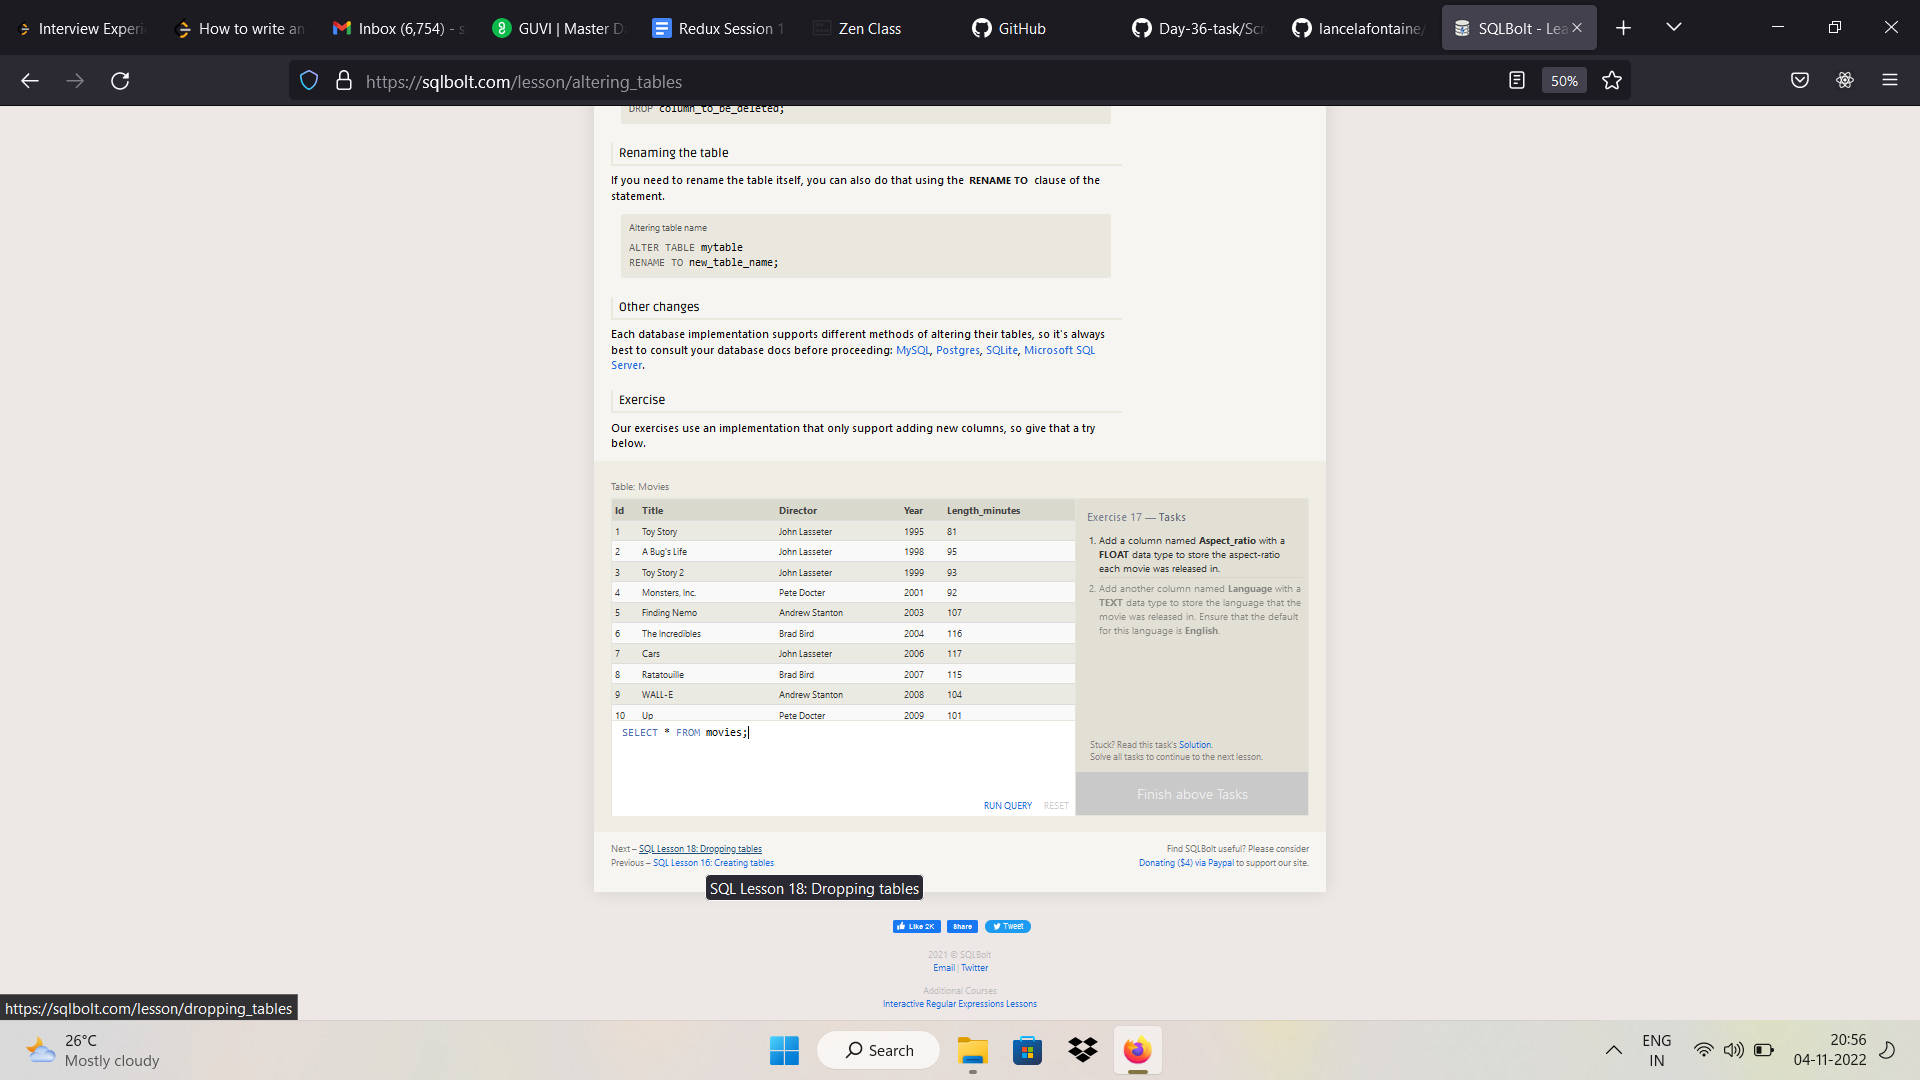 Interview Experi
How to write an
Inbox (6,754) - s
GUVI | Master D
Redux Session 1
Zen Class
GitHub
Day-36-task/Scr
lancelafontaine/
SQLBolt - Lea
https://sqlbolt.com/lesson/altering_tables
50%
DROP column_to_be_deleted;
Renaming the table
If you need to rename the table itself, you can also do that using the RENAME TO clause of the
statement.
Altering table name
ALTER TABLE mytable
RENAME TO new_table_name;
Other changes
Each database implementation supports different methods of altering their tables, so it's always
best to consult your database docs before proceeding: MySQL, Postgres, SQLite, Microsoft SQL
Server.
Exercise
Our exercises use an implementation that only support adding new columns, so give that a try
below.
Table: Movies
Id Title Director Year Length_minutes
1 Toy Story John Lasseter 1995 81
2 A Bug's Life John Lasseter 1998 95
3 Toy Story 2 John Lasseter 1999 93
4 Monsters, Inc. Pete Docter 2001 92
5 Finding Nemo Andrew Stanton 2003 107
6 The Incredibles Brad Bird 2004 116
7 Cars John Lasseter 2006 117
8 Ratatouille Brad Bird 2007 115
9 WALL-E Andrew Stanton 2008 104
10 Up Pete Docter 2009 101
SELECT * FROM movies;
RUN QUERY RESET
Exercise 17 — Tasks
1. Add a column named Aspect_ratio with a
FLOAT data type to store the aspect-ratio
each movie was released in.
2. Add another column named Language with a
TEXT data type to store the language that the
movie was released in. Ensure that the default
for this language is English.
Stuck? Read this task's Solution.
Solve all tasks to continue to the next lesson.
Finish above Tasks
Next – SQL Lesson 18: Dropping tables
Previous – SQL Lesson 16: Creating tables
Find SQLBolt useful? Please consider
Donating ($4) via Paypal to support our site.
SQL Lesson 18: Dropping tables
Like 2K Share Tweet
2021 © SQLBolt
Email | Twitter
Additional Courses
Interactive Regular Expressions Lessons
https://sqlbolt.com/lesson/dropping_tables
26°C
Mostly cloudy
Search
ENG
IN
20:56
04-11-2022